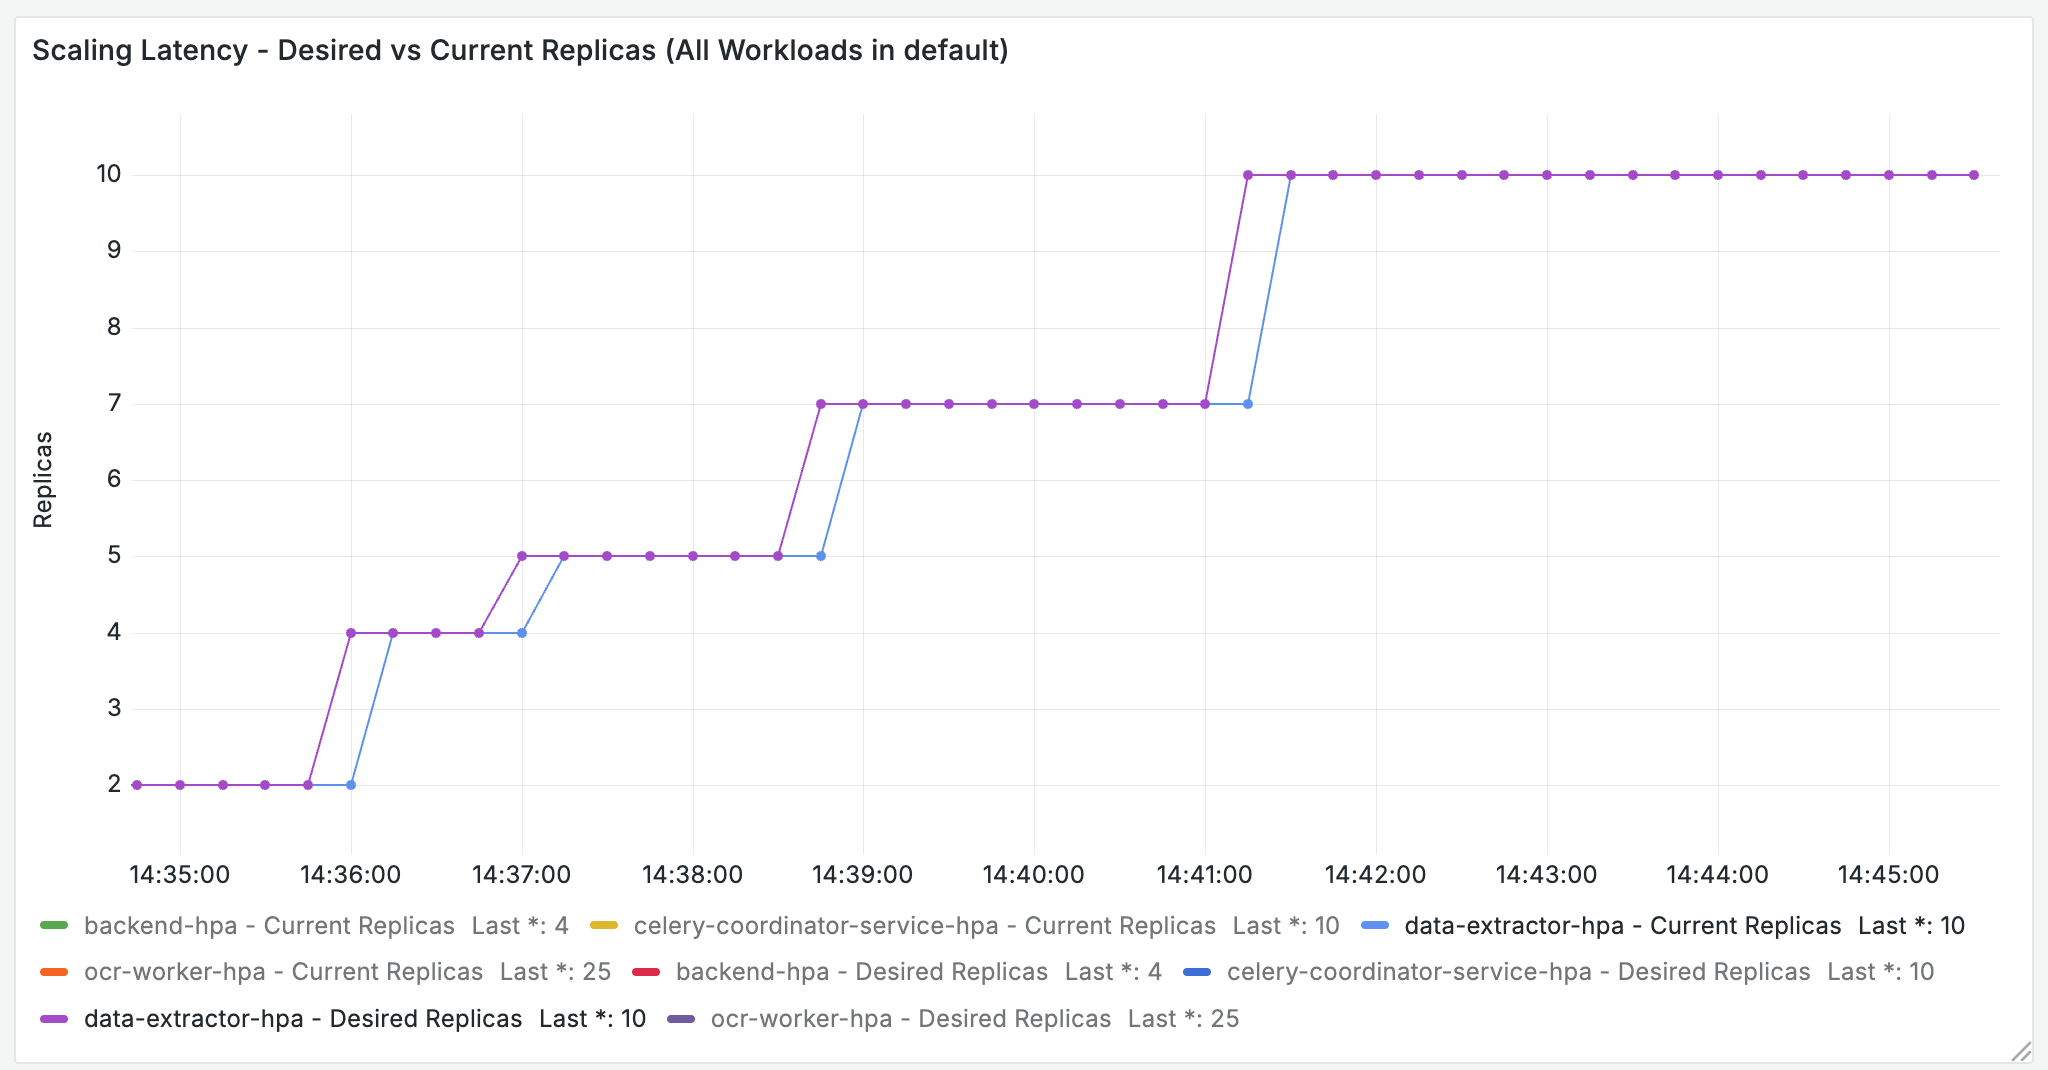 Scaling Latency - Desired vs Current Replicas (All Workloads in default)
10
9
8
7
6
5
4
3
2
Replicas
14:35:00 14:36:00 14:37:00 14:38:00 14:39:00 14:40:00 14:41:00 14:42:00 14:43:00 14:44:00 14:45:00
backend-hpa - Current Replicas Last *: 4 celery-coordinator-service-hpa - Current Replicas Last *: 10 data-extractor-hpa - Current Replicas Last *: 10
ocr-worker-hpa - Current Replicas Last *: 25 backend-hpa - Desired Replicas Last *: 4 celery-coordinator-service-hpa - Desired Replicas Last *: 10
data-extractor-hpa - Desired Replicas Last *: 10 ocr-worker-hpa - Desired Replicas Last *: 25